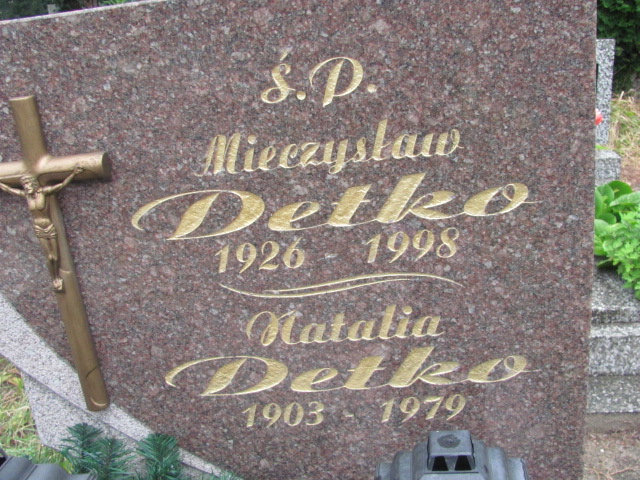 Ś. P.
Mieczysław
Detko
1926 - 1998
Natalia
Detko
1903 - 1979